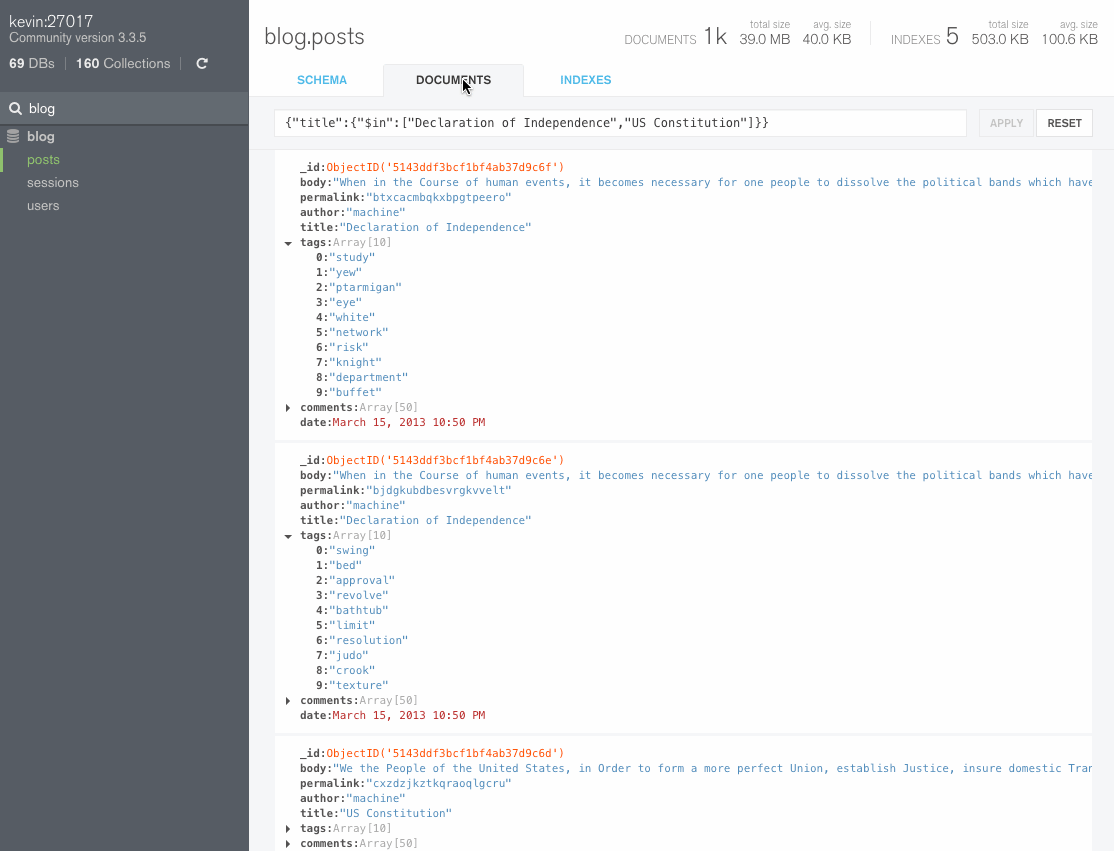 kevin:27017
Community version 3.3.5
69 DBs 160 Collections
blog
blog
posts
sessions
users
blog.posts
DOCUMENTS 1k total size 39.0 MB avg. size 40.0 KB INDEXES 5 total size 503.0 KB avg. size 100.6 KB
SCHEMA DOCUMENTS INDEXES
{"title":{"$in":["Declaration of Independence","US Constitution"]}} APPLY RESET
_id:ObjectID('5143ddf3bcf1bf4ab37d9c6f')
body:"When in the Course of human events, it becomes necessary for one people to dissolve the political bands which have
permalink:"btxcacmbqkxbpgtpeero"
author:"machine"
title:"Declaration of Independence"
tags:Array[10]
0:"study"
1:"yew"
2:"ptarmigan"
3:"eye"
4:"white"
5:"network"
6:"risk"
7:"knight"
8:"department"
9:"buffet"
comments:Array[50]
date:March 15, 2013 10:50 PM
_id:ObjectID('5143ddf3bcf1bf4ab37d9c6e')
body:"When in the Course of human events, it becomes necessary for one people to dissolve the political bands which have
permalink:"bjdgkubdbesvrgkvvelt"
author:"machine"
title:"Declaration of Independence"
tags:Array[10]
0:"swing"
1:"bed"
2:"approval"
3:"revolve"
4:"bathtub"
5:"limit"
6:"resolution"
7:"judo"
8:"crook"
9:"texture"
comments:Array[50]
date:March 15, 2013 10:50 PM
_id:ObjectID('5143ddf3bcf1bf4ab37d9c6d')
body:"We the People of the United States, in Order to form a more perfect Union, establish Justice, insure domestic Tran
permalink:"cxzdzjkztkqraoqlgcru"
author:"machine"
title:"US Constitution"
tags:Array[10]
comments:Array[50]